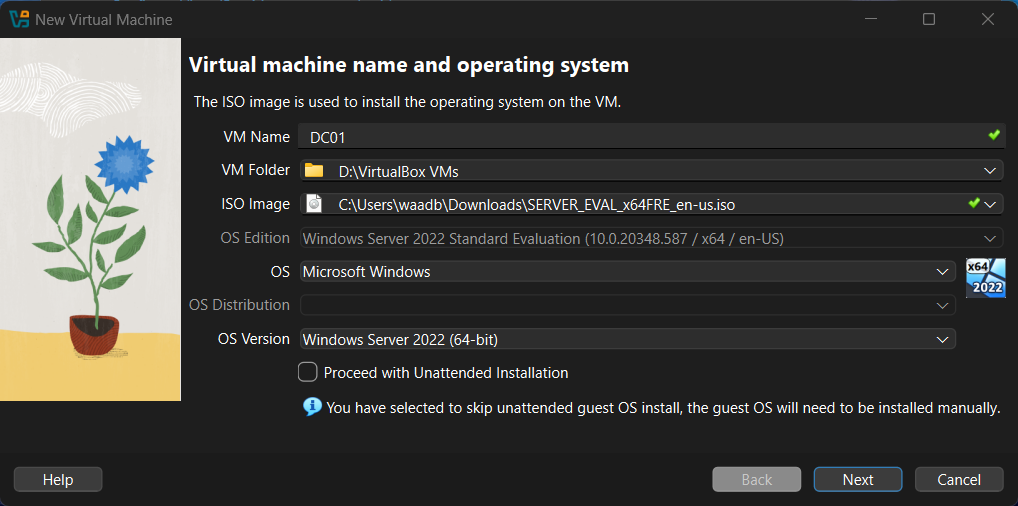 New Virtual Machine
Virtual machine name and operating system
The ISO image is used to install the operating system on the VM.
VM Name DC01
VM Folder D:\VirtualBox VMs
ISO Image C:\Users\waadb\Downloads\SERVER_EVAL_x64FRE_en-us.iso
OS Edition Windows Server 2022 Standard Evaluation (10.0.20348.587 / x64 / en-US)
OS Microsoft Windows
x64
2022
OS Distribution
OS Version Windows Server 2022 (64-bit)
Proceed with Unattended Installation
You have selected to skip unattended guest OS install, the guest OS will need to be installed manually.
Help Back Next Cancel